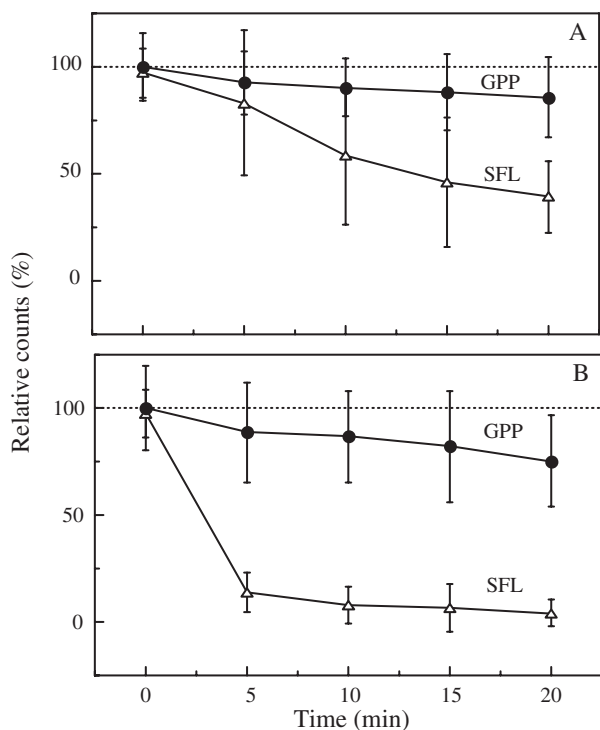 A
100
GPP
50
SFL
0
Relative counts (%)
B
100
GPP
50
SFL
0
0 5 10 15 20
Time (min)